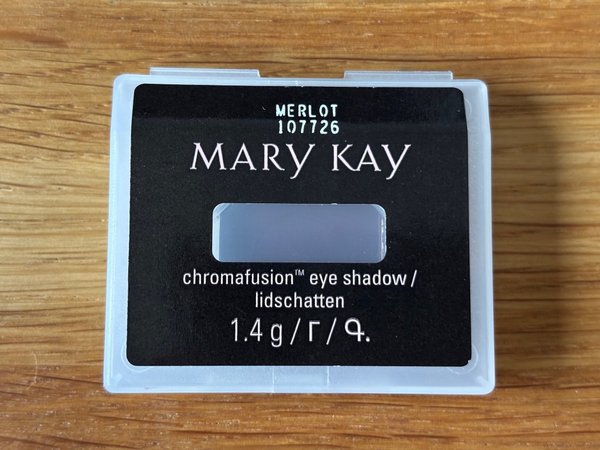 MERLOT
107726
MARY KAY
chromafusion™ eye shadow /
lidschatten
1.4 g / Г / Գ.